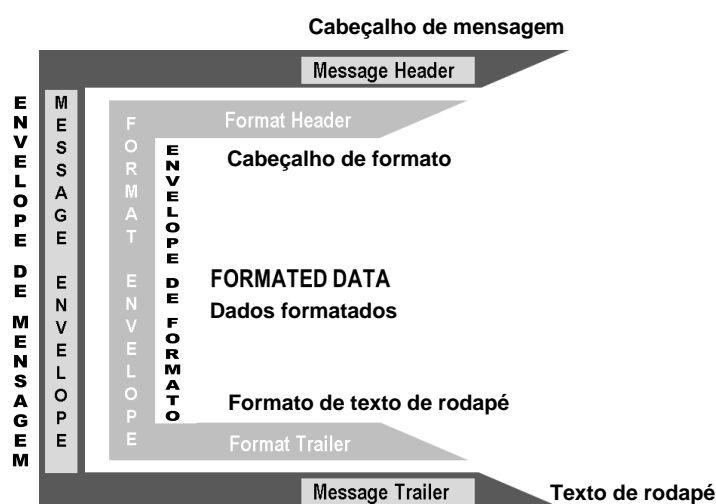 Cabeçalho de mensagem
Message Header
ENVELOPE DE MENSAGEM
MESSAGE ENVELOPE
FORMAT ENVELOPE
Format Header
ENVELOPE DE FORMATO
Cabeçalho de formato
FORMATED DATA
Dados formatados
Formato de texto de rodapé
Format Trailer
Message Trailer
Texto de rodapé